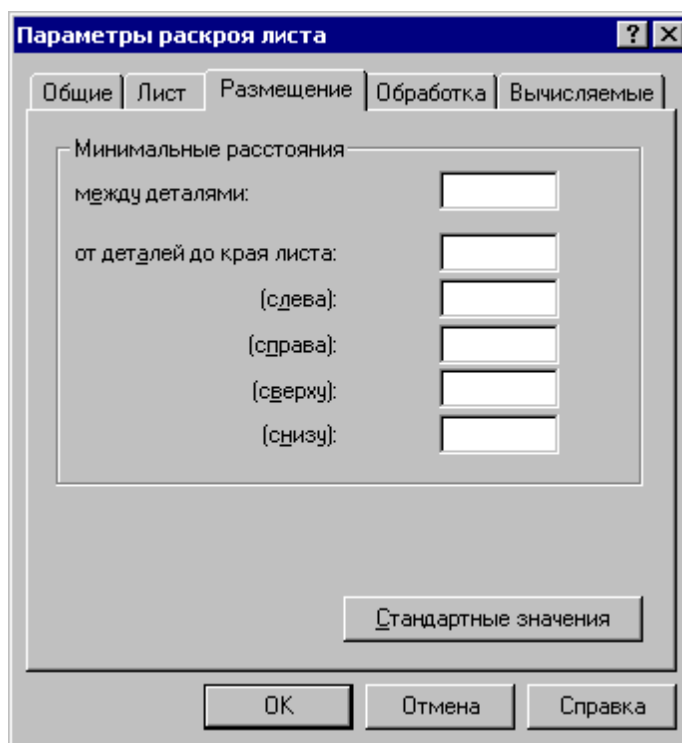 Параметры раскроя листа
Общие Лист Размещение Обработка Вычисляемые
Минимальные расстояния
между деталями:
от деталей до края листа:
(слева):
(справа):
(сверху):
(снизу):
Стандартные значения
OK Отмена Справка